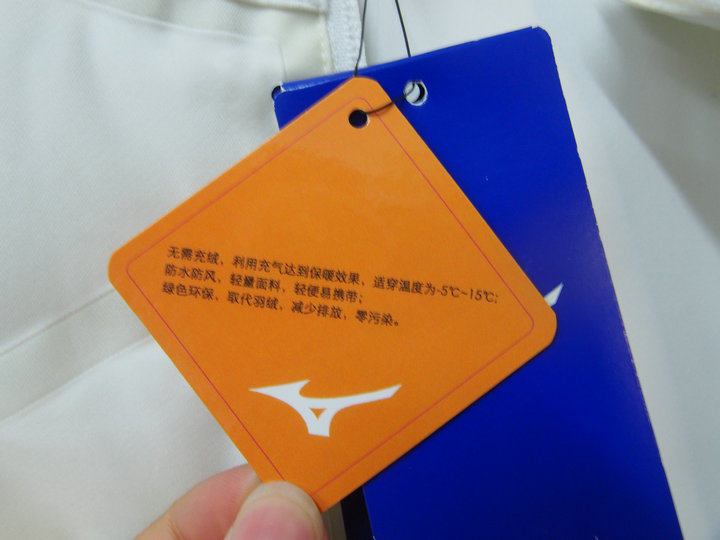 无需充绒，利用充气达到保暖效果，适穿温度为-5℃~15℃;
防水防风，轻量面料，轻便易携带;
绿色环保，取代羽绒，减少排放，零污染。